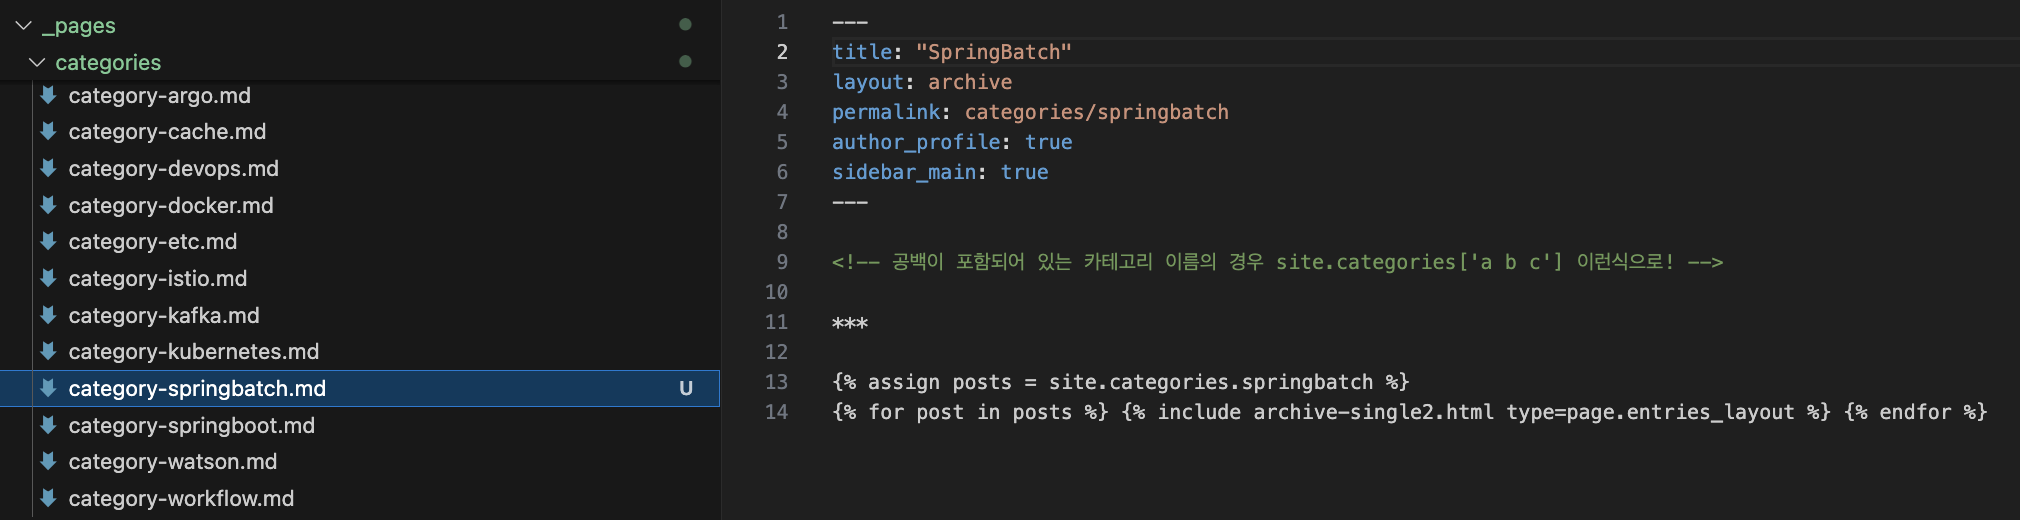 _pages
categories
category-argo.md
category-cache.md
category-devops.md
category-docker.md
category-etc.md
category-istio.md
category-kafka.md
category-kubernetes.md
category-springbatch.md U
category-springboot.md
category-watson.md
category-workflow.md
1 ---
2 title: "SpringBatch"
3 layout: archive
4 permalink: categories/springbatch
5 author_profile: true
6 sidebar_main: true
7 ---
8
9 <!-- 공백이 포함되어 있는 카테고리 이름의 경우 site.categories['a b c'] 이런식으로! -->
10
11 ***
12
13 {% assign posts = site.categories.springbatch %}
14 {% for post in posts %} {% include archive-single2.html type=page.entries_layout %} {% endfor %}